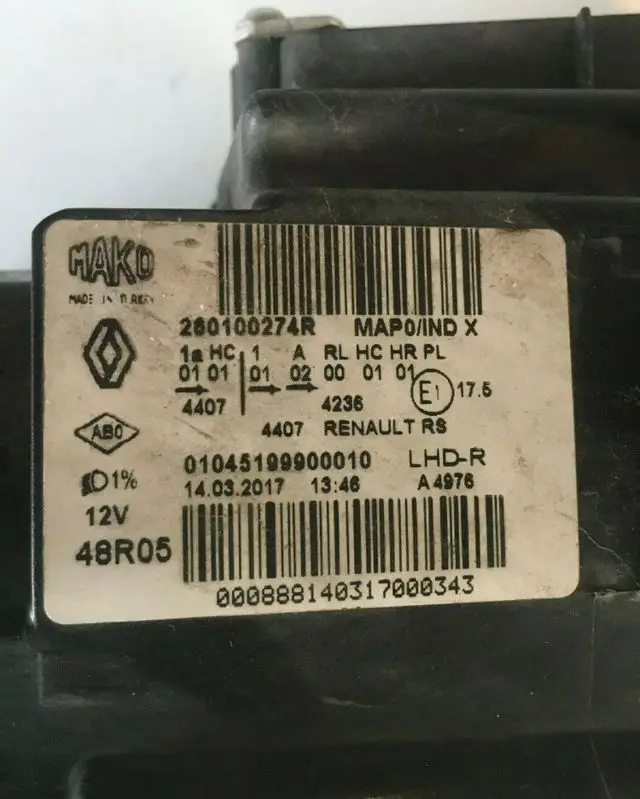 MAKO
MADE IN TURKEY
260100274R MAP0/IND X
1a HC 1 A RL HC HR PL
01 01 01 02 00 01 01
E1 17.5
4407 4236
4407 RENAULT RS
ABO
01045199900010 LHD-R
1% 14.03.2017 13:46 A 4976
12V
48R05
000888140317000343